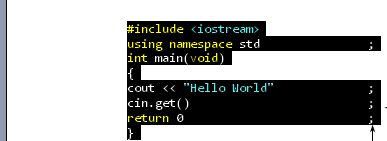 #include <iostream>
using namespace std ;
int main(void)
{
cout << "Hello World" ;
cin.get() ;
return 0 ;
}